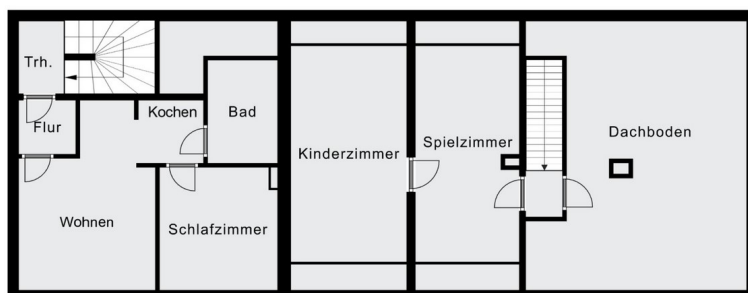 Trh.
Flur
Kochen
Bad
Wohnen
Schlafzimmer
Kinderzimmer
Spielzimmer
Dachboden